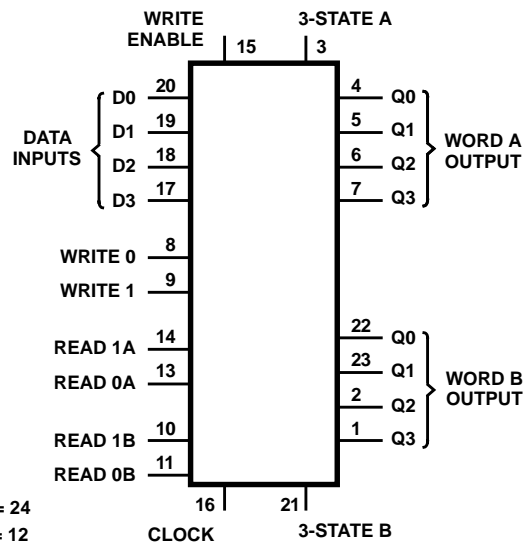 WRITE
ENABLE
3-STATE A
15
3
D0 20
D1 19
D2 18
D3 17
DATA
INPUTS
4 Q0
5 Q1
6 Q2
7 Q3
WORD A
OUTPUT
WRITE 0 8
WRITE 1 9
READ 1A 14
READ 0A 13
READ 1B 10
READ 0B 11
22 Q0
23 Q1
2 Q2
1 Q3
WORD B
OUTPUT
16
21
= 24
= 12
CLOCK
3-STATE B